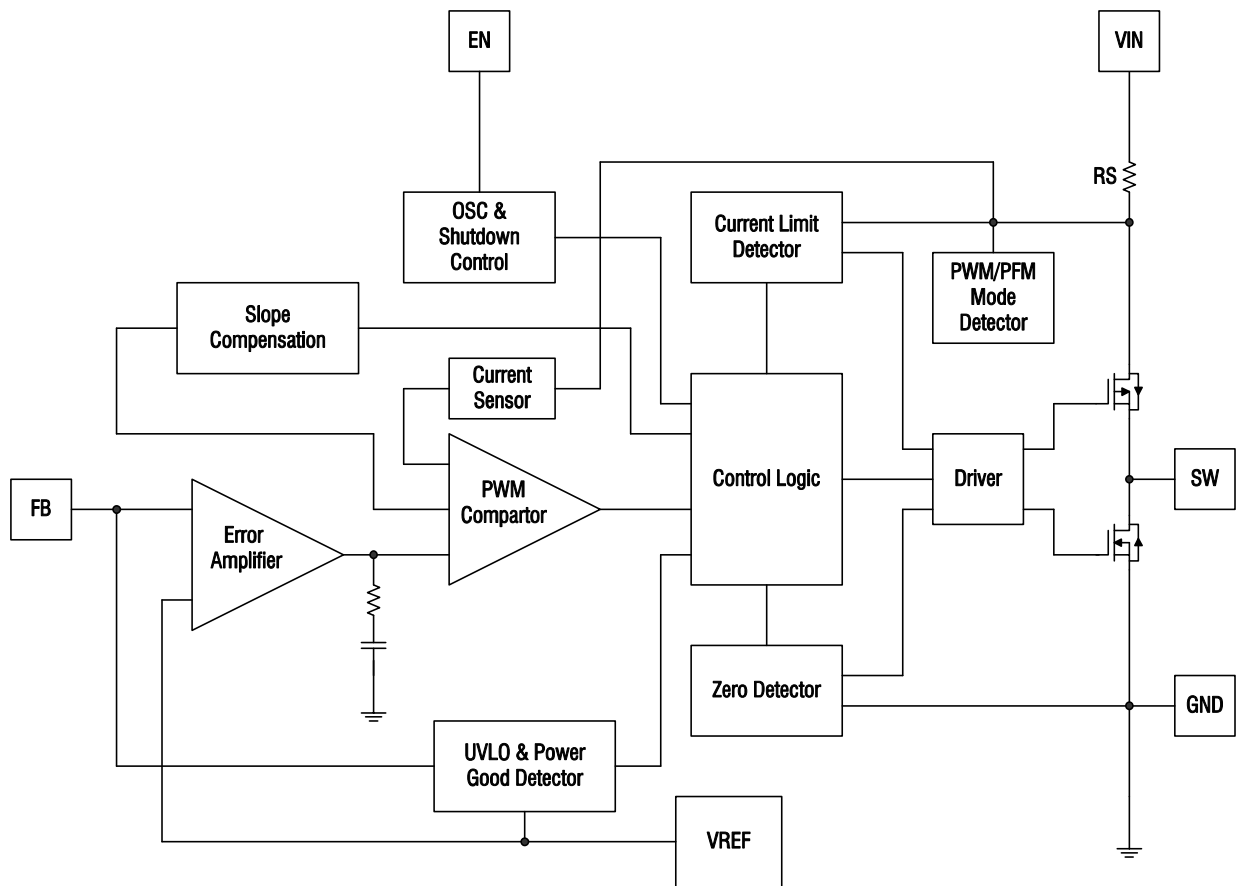 EN
VIN
RS
OSC &
Shutdown
Control
Current Limit
Detector
PWM/PFM
Mode
Detector
Slope
Compensation
Current
Sensor
PWM
Compartor
Control Logic
Driver
SW
FB
Error
Amplifier
Zero Detector
GND
UVLO & Power
Good Detector
VREF